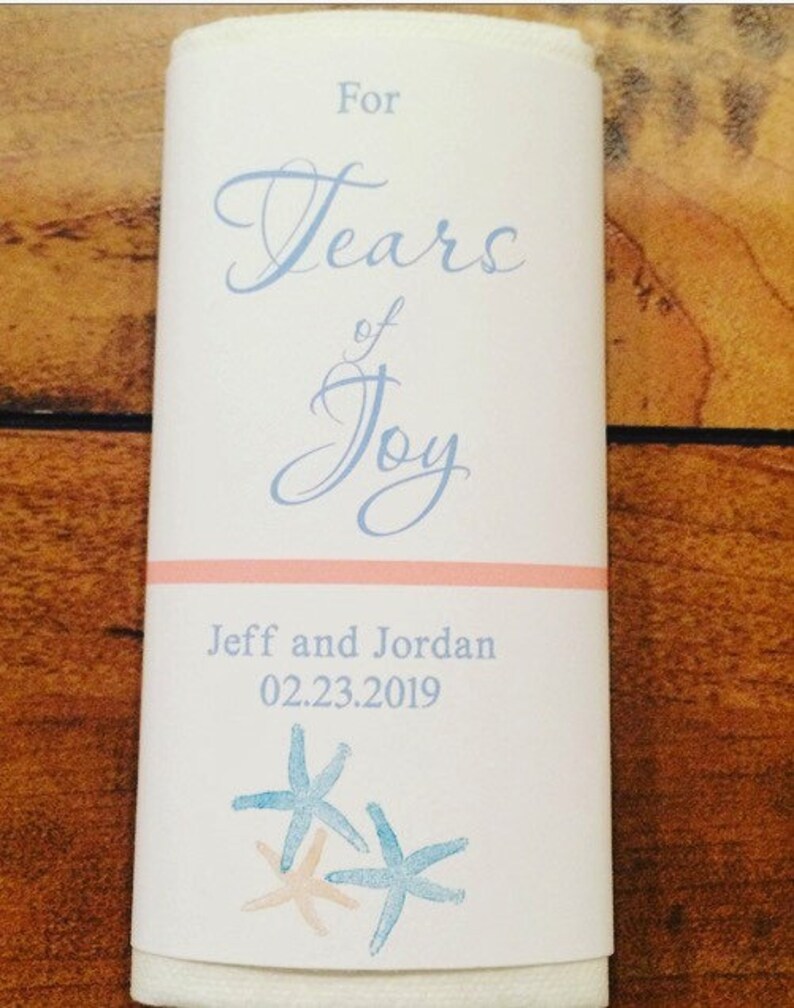 For
Tears
of
Joy
Jeff and Jordan
02.23.2019